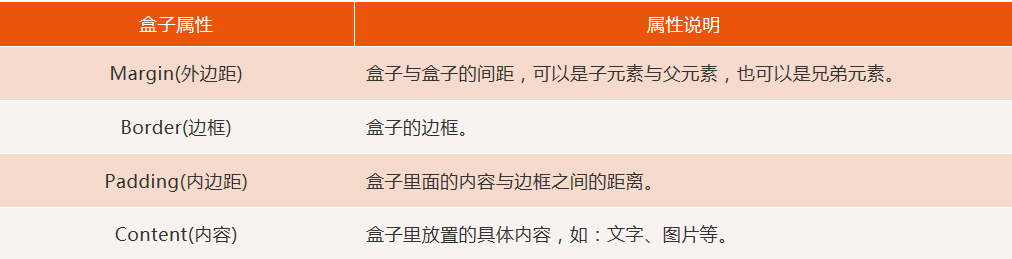 盒子属性 属性说明
Margin(外边距) 盒子与盒子的间距，可以是子元素与父元素，也可以是兄弟元素。
Border(边框) 盒子的边框。
Padding(内边距) 盒子里面的内容与边框之间的距离。
Content(内容) 盒子里放置的具体内容，如：文字、图片等。